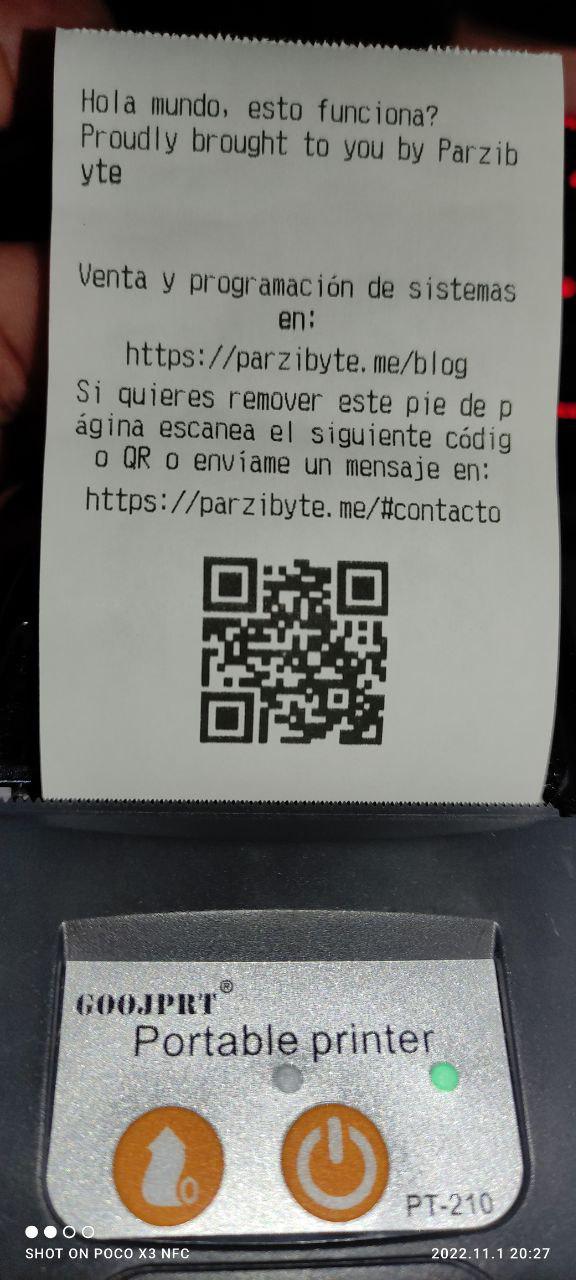 Hola mundo, esto funciona?
Proudly brought to you by Parzib
yte
Venta y programación de sistemas
en:
https://parzibyte.me/blog
Si quieres remover este pie de p
ágina escanea el siguiente códig
o QR o envíame un mensaje en:
https://parzibyte.me/#contacto
GOOJPRT®
Portable printer
PT-210
SHOT ON POCO X3 NFC
2022.11.1 20:27